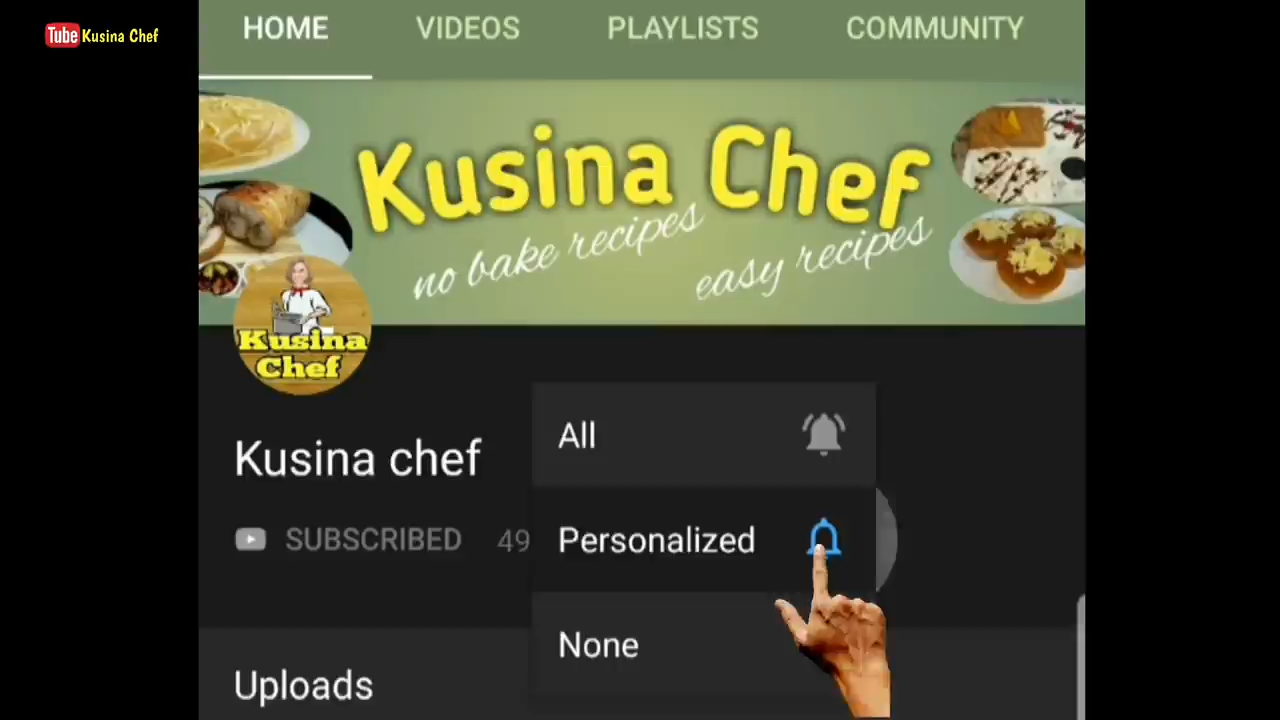 Tube Kusina Chef
HOME VIDEOS PLAYLISTS COMMUNITY
Kusina Chef
no bake recipes
easy recipes
Kusina
Chef
All
Kusina chef
SUBSCRIBED 49
Personalized
None
Uploads